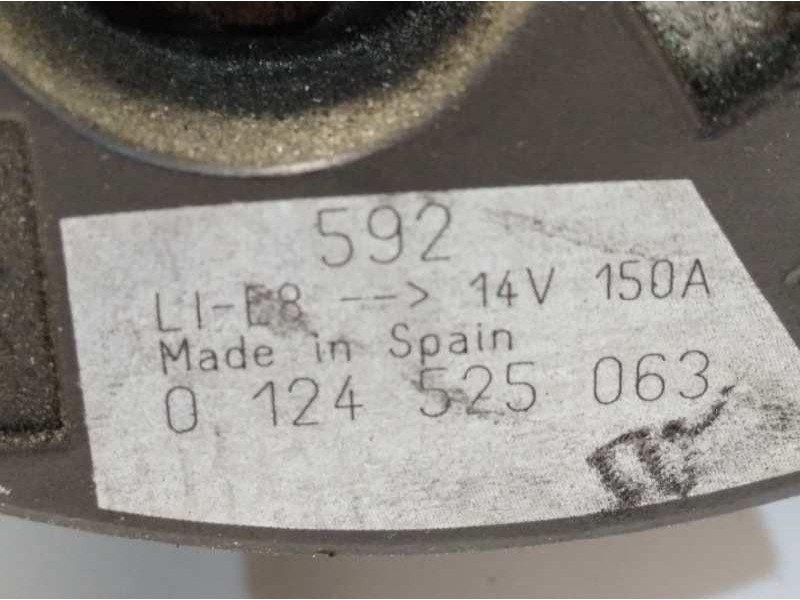 592
LI-E8 --> 14V 150A
Made in Spain
0 124 525 063